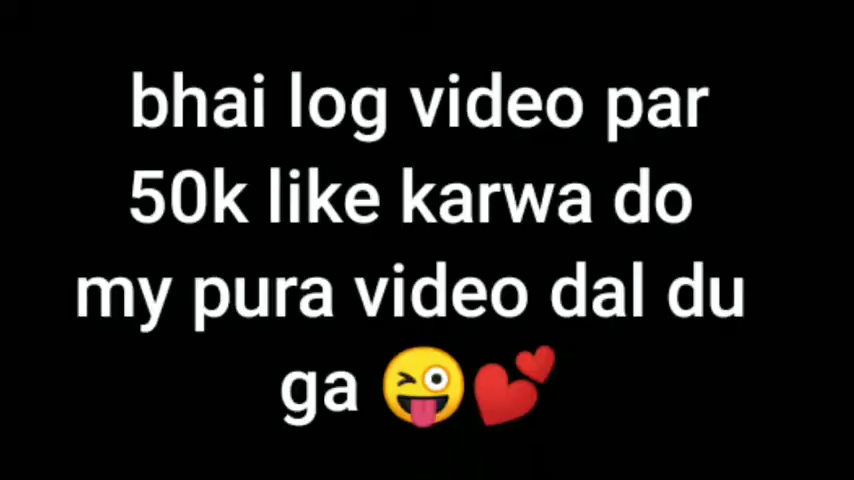 bhai log video par
50k like karwa do
my pura video dal du
ga 😜💕